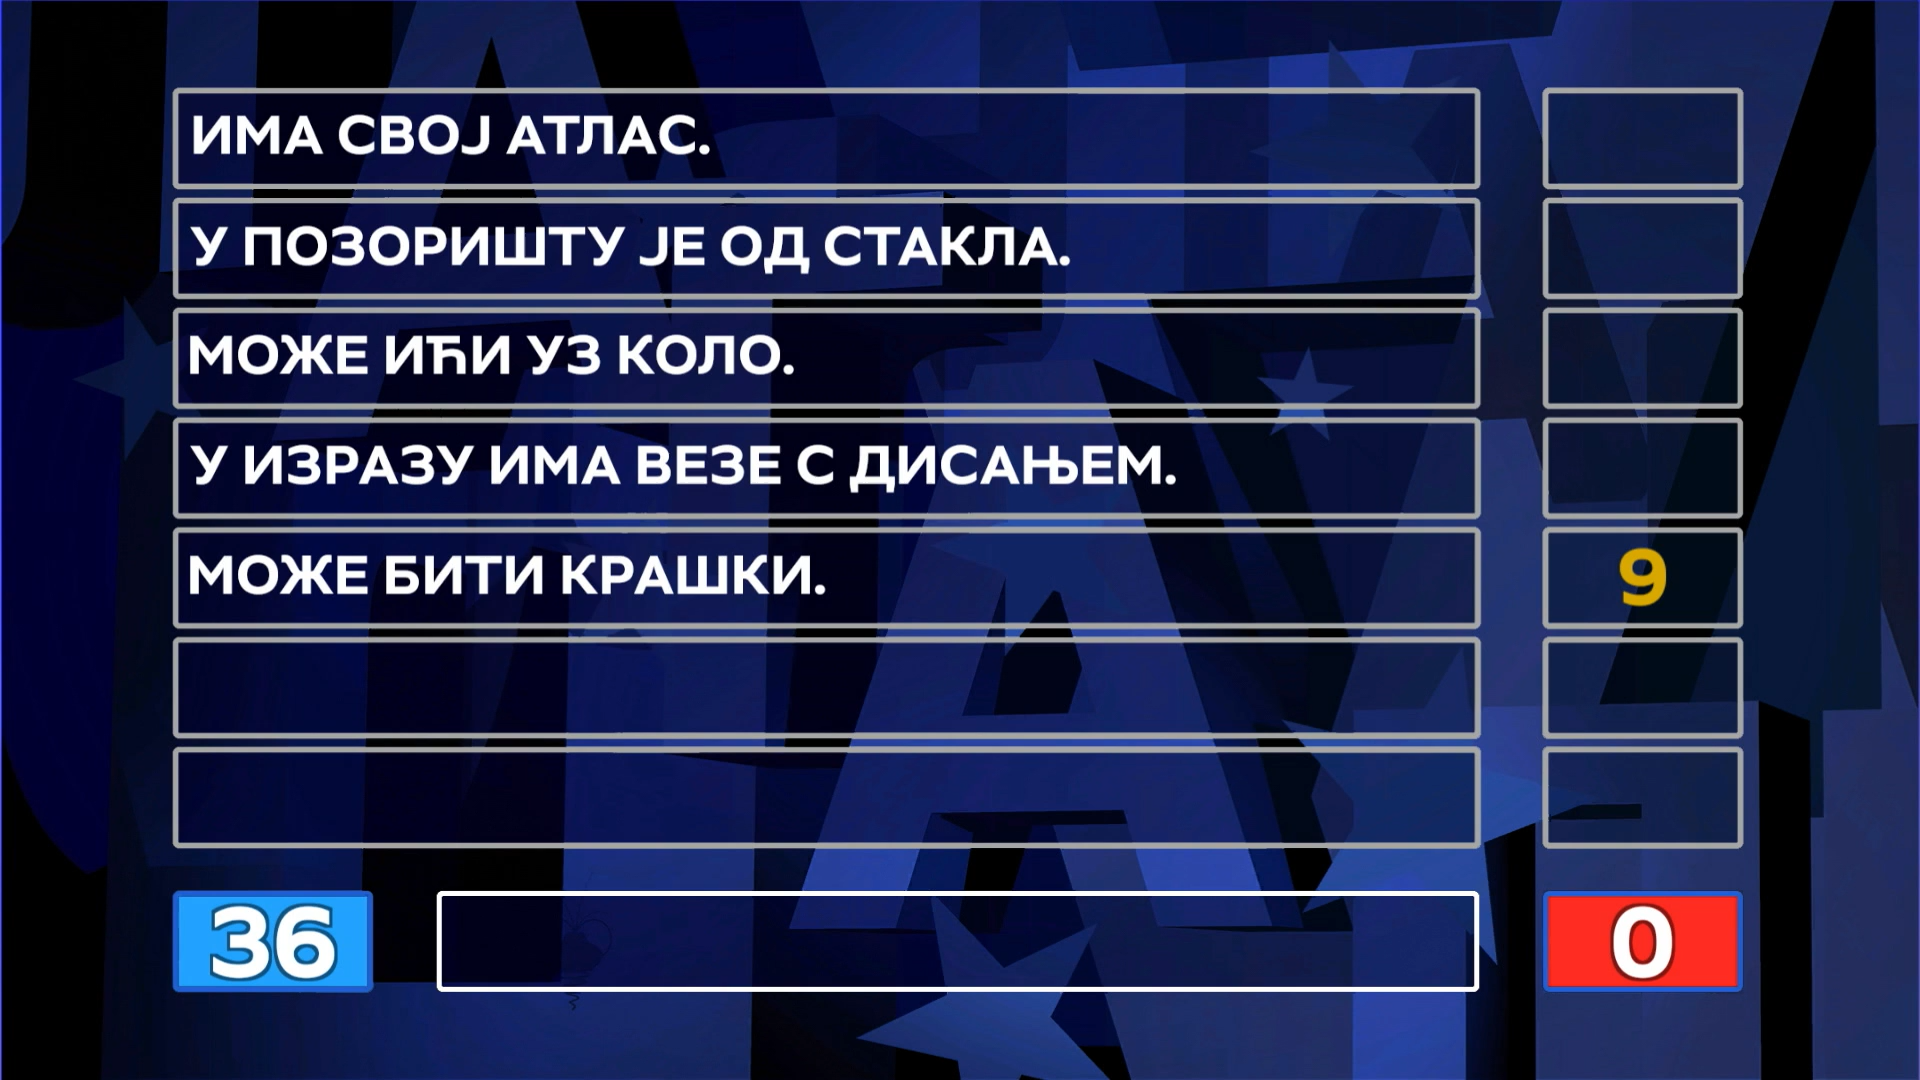 ИМА СВОЈ АТЛАС.
У ПОЗОРИШТУ ЈЕ ОД СТАКЛА.
МОЖЕ ИЋИ УЗ КОЛО.
У ИЗРАЗУ ИМА ВЕЗЕ С ДИСАЊЕМ.
МОЖЕ БИТИ КРАШКИ.
9
36
0